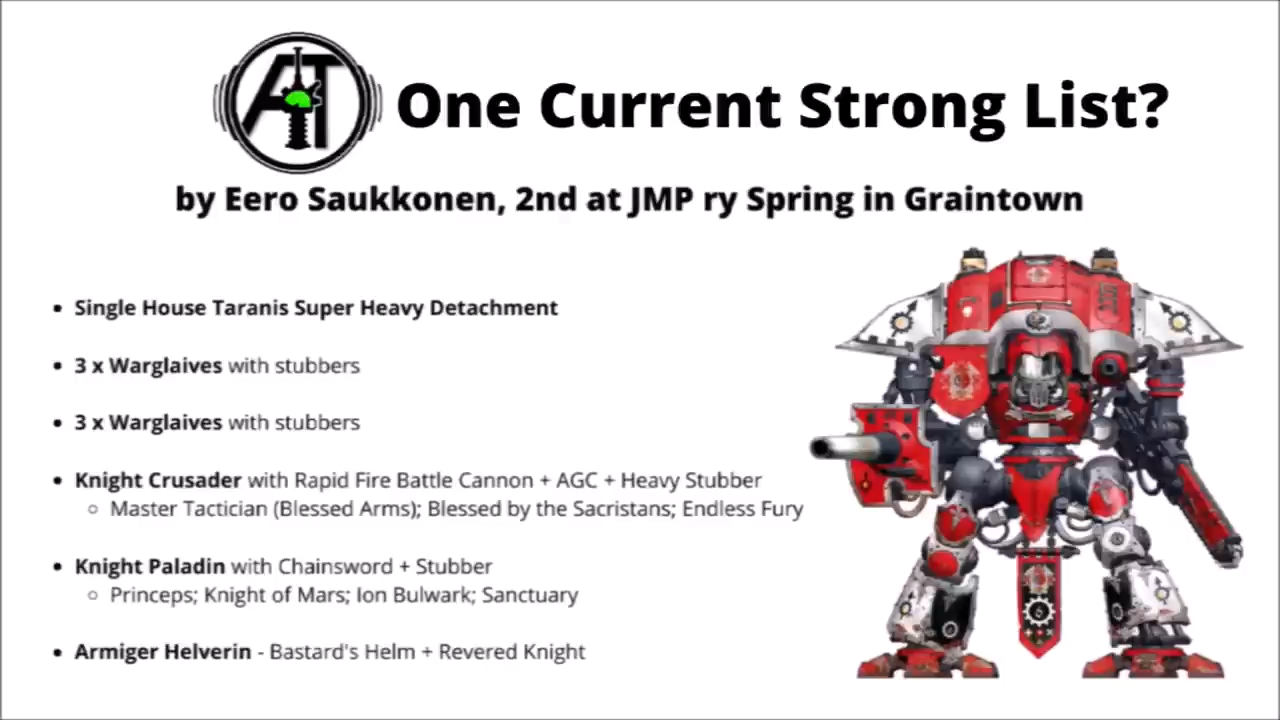 AT
One Current Strong List?
by Eero Saukkonen, 2nd at JMP ry Spring in Graintown
• Single House Taranis Super Heavy Detachment
• 3 x Warglaives with stubbers
• 3 x Warglaives with stubbers
• Knight Crusader with Rapid Fire Battle Cannon + AGC + Heavy Stubber
○ Master Tactician (Blessed Arms); Blessed by the Sacristans; Endless Fury
• Knight Paladin with Chainsword + Stubber
○ Princeps; Knight of Mars; Ion Bulwark; Sanctuary
• Armiger Helverin - Bastard's Helm + Revered Knight